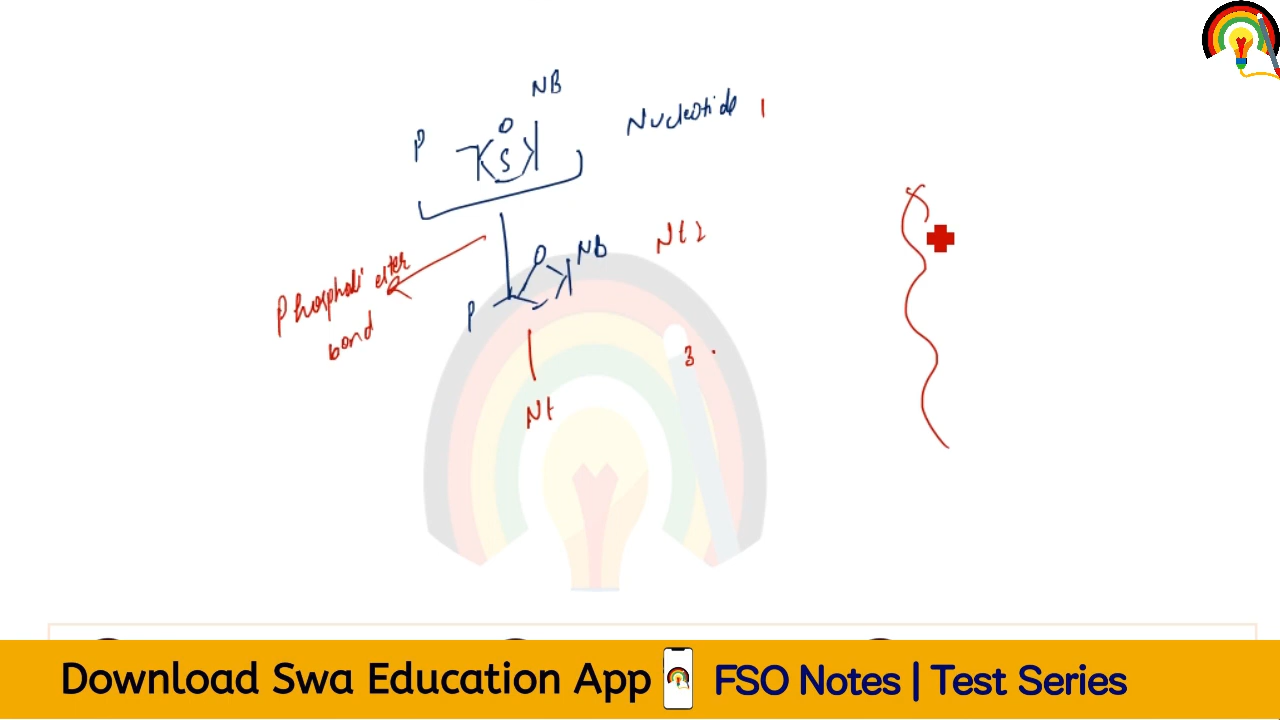 NB
P
O
S
Nucleotide 1
O
NB
Nt 2
Phosphodi ester
bond
P
3
Nt
Download Swa Education App
FSO Notes | Test Series